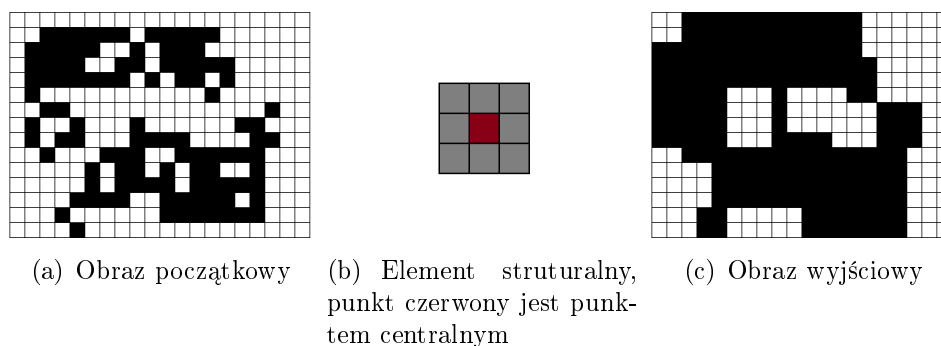 (a) Obraz początkowy
(b) Element struturalny,
punkt czerwony jest punk-
tem centralnym
(c) Obraz wyjściowy